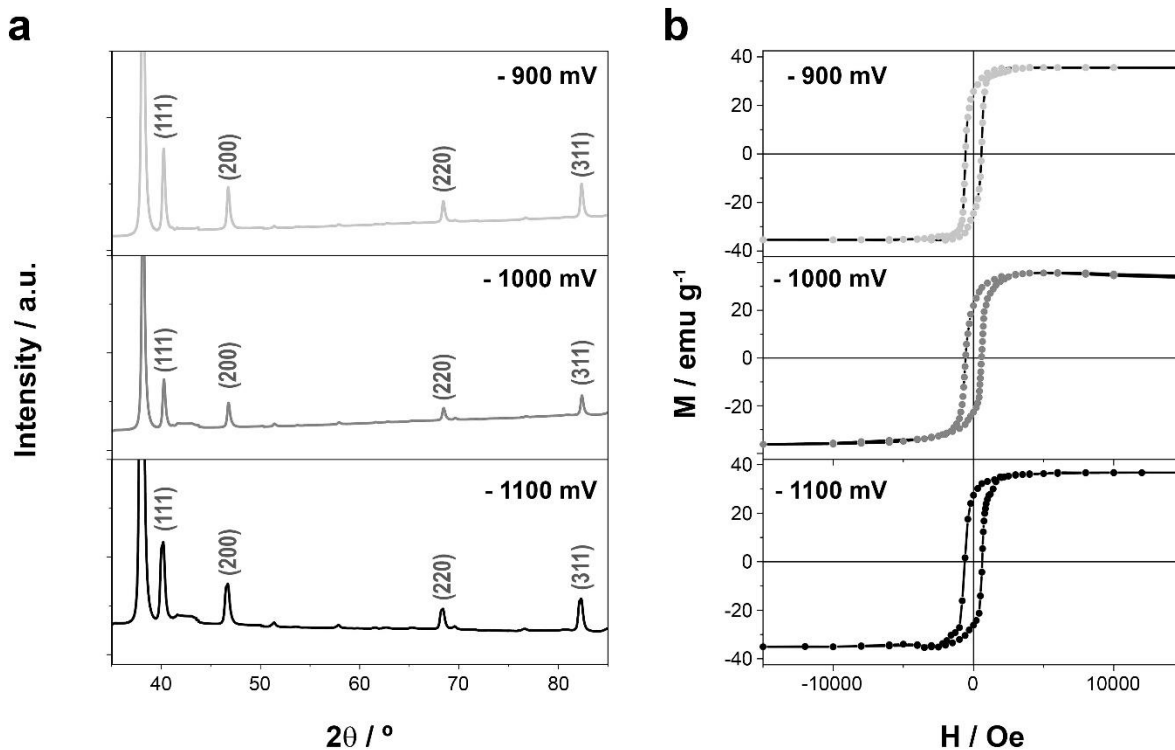 a
b
- 900 mV
(111)
(200)
(220)
(311)
- 1000 mV
(111)
(200)
(220)
(311)
- 1100 mV
(111)
(200)
(220)
(311)
Intensity / a.u.
40
50
60
70
80
2θ / º
- 900 mV
40
20
0
-20
-40
- 1000 mV
20
0
-20
-40
- 1100 mV
40
20
0
-20
-40
M / emu g⁻¹
-10000
0
10000
H / Oe